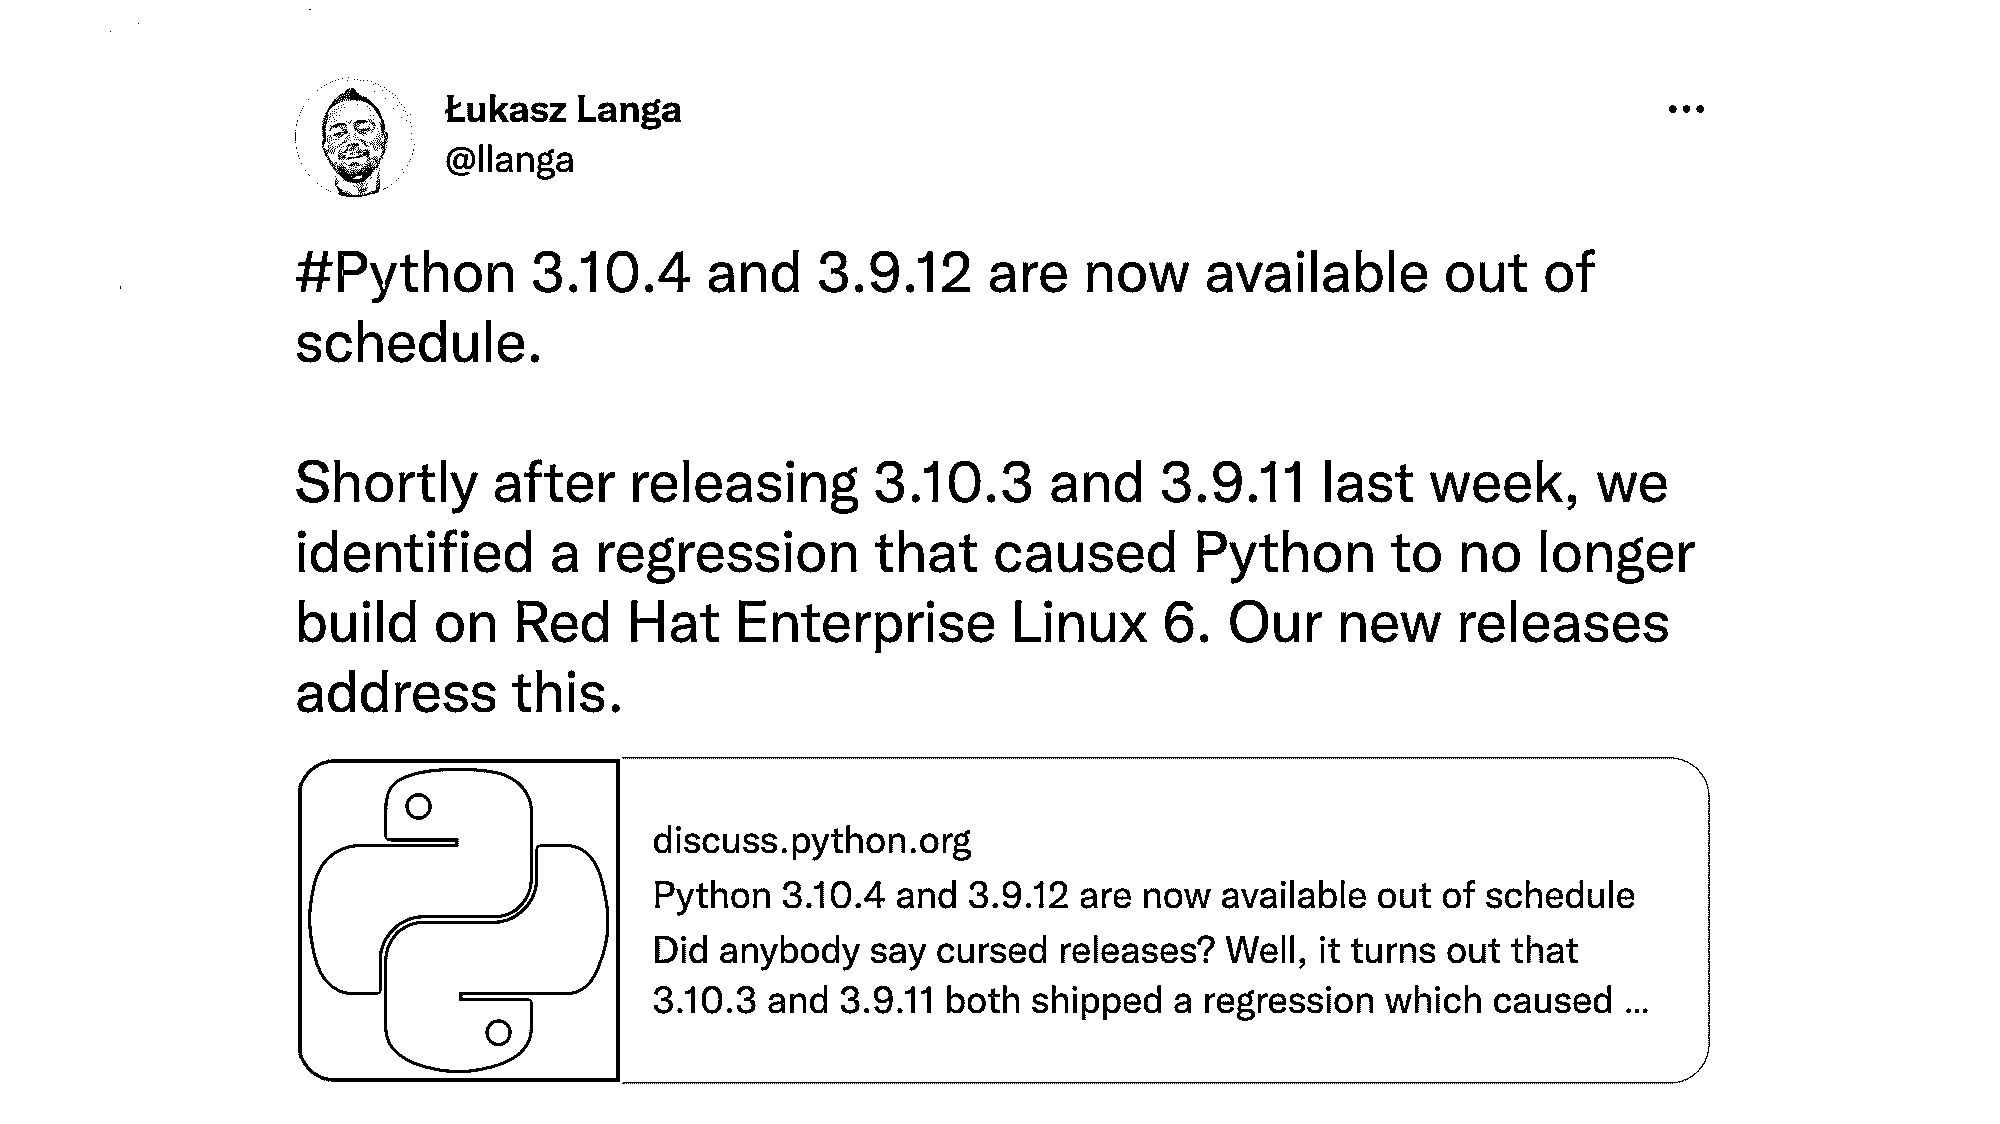 Łukasz Langa
@llanga
#Python 3.10.4 and 3.9.12 are now available out of
schedule.
Shortly after releasing 3.10.3 and 3.9.11 last week, we
identified a regression that caused Python to no longer
build on Red Hat Enterprise Linux 6. Our new releases
address this.
discuss.python.org
Python 3.10.4 and 3.9.12 are now available out of schedule
Did anybody say cursed releases? Well, it turns out that
3.10.3 and 3.9.11 both shipped a regression which caused ...